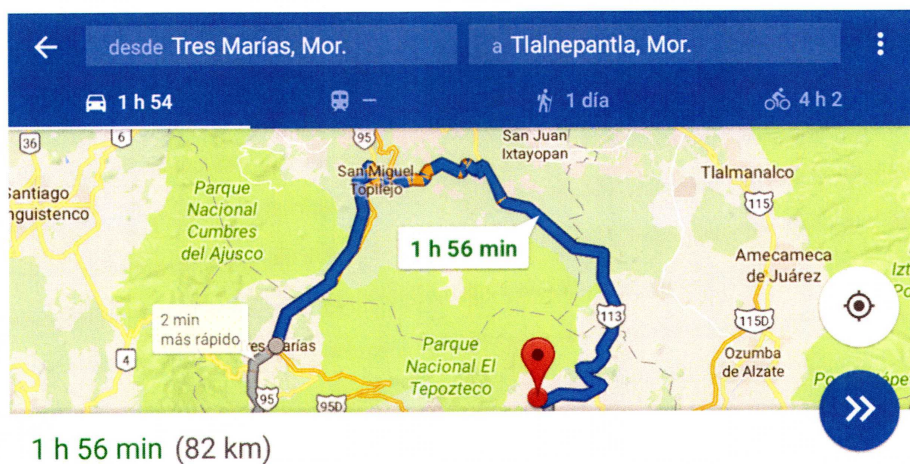 desde Tres Marías, Mor.
a Tlalnepantla, Mor.
1 h 54
–
1 día
4 h 2
36
6
95
San Juan
Ixtayopan
Santiago
nguistenco
Parque
Nacional
Cumbres
del Ajusco
San Miguel
Topilejo
Tlalmanalco
115
1 h 56 min
Amecameca
de Juárez
Izt
Po
2 min
más rápido
res Marías
113
115D
4
Parque
Nacional El
Tepozteco
Ozumba
de Alzate
95
95D
1 h 56 min (82 km)